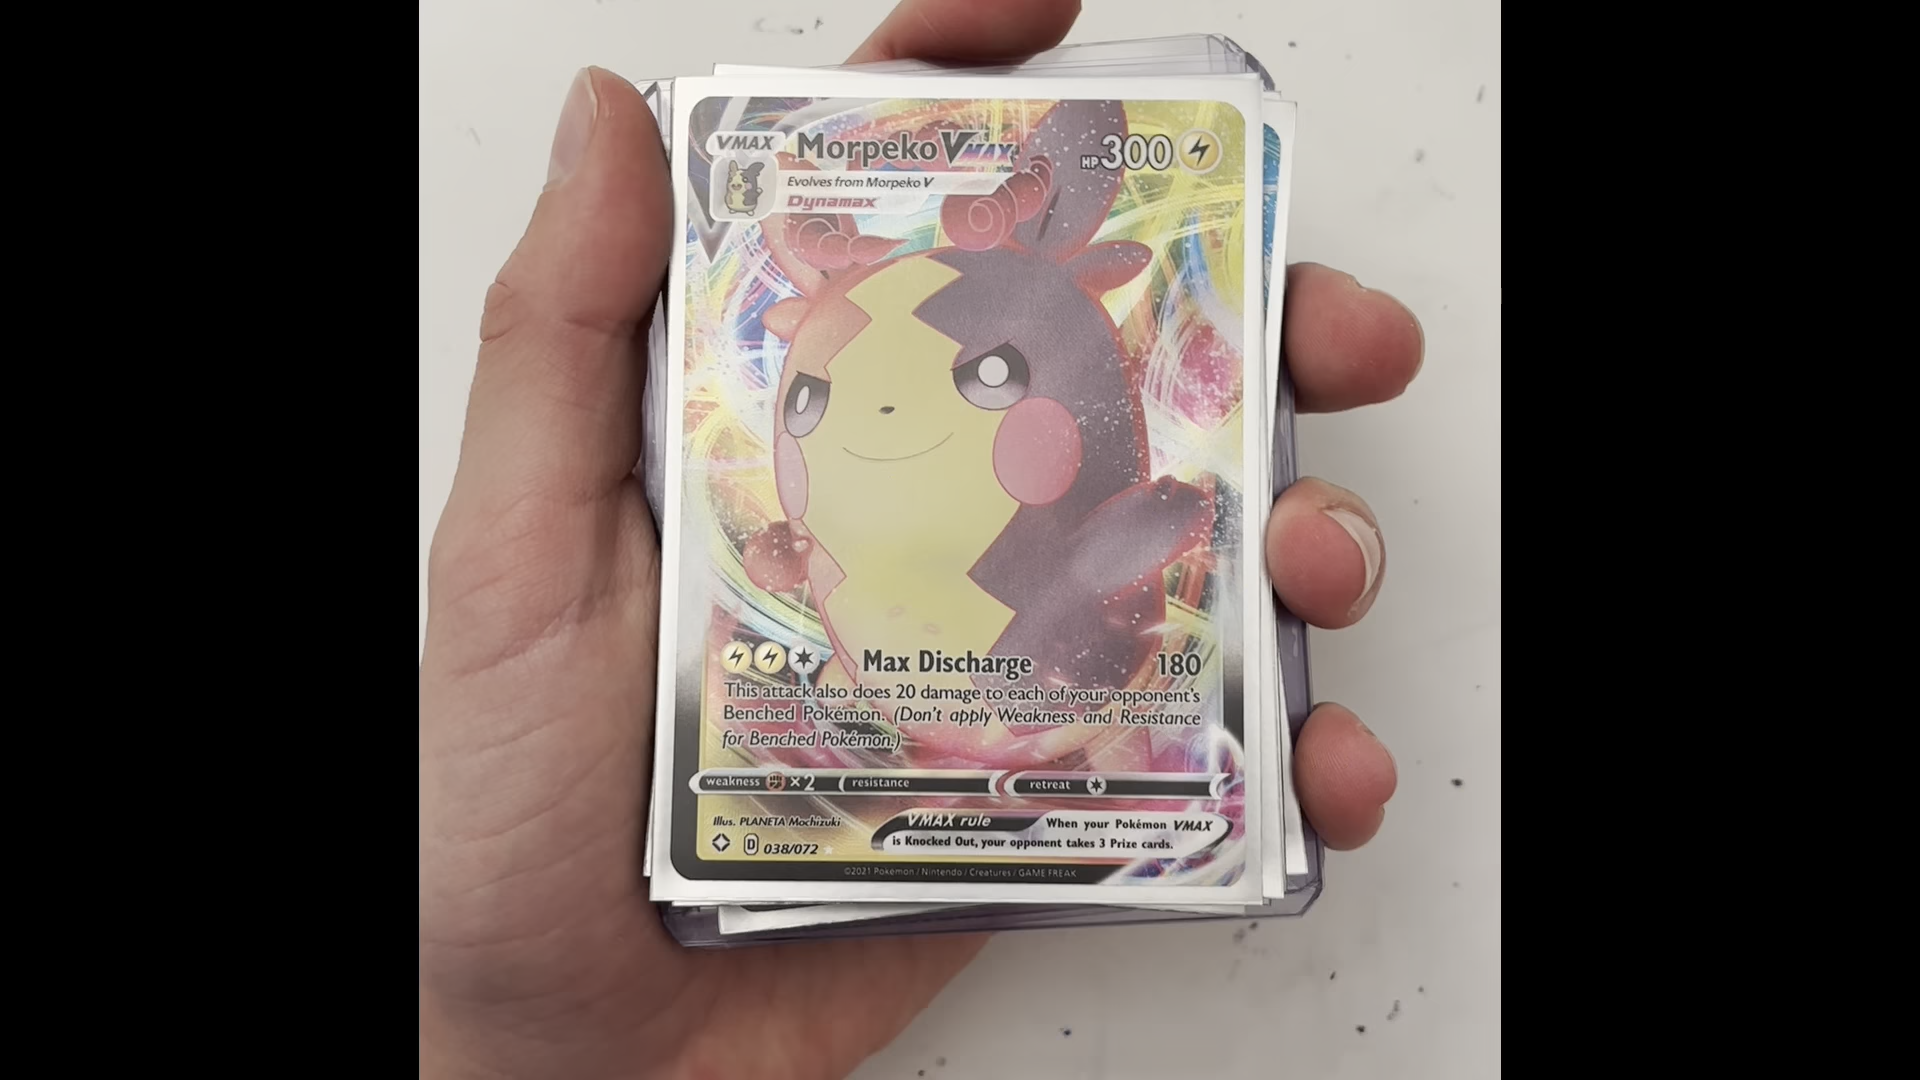 VMAX Morpeko VMAX HP 300
Evolves from Morpeko V
Dynamax
Max Discharge 180
This attack also does 20 damage to each of your opponent's
Benched Pokémon. (Don't apply Weakness and Resistance
for Benched Pokémon.)
weakness ×2 resistance retreat
Illus. PLANETA Mochizuki
VMAX rule When your Pokémon VMAX
is Knocked Out, your opponent takes 3 Prize cards.
D 038/072
©2021 Pokémon / Nintendo / Creatures / GAME FREAK